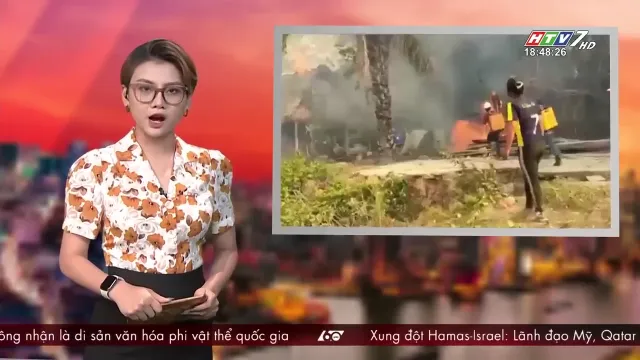 HTV7 HD
18:48:26
7
ông nhận là di sản văn hóa phi vật thể quốc gia
60
Xung đột Hamas-Israel: Lãnh đạo Mỹ, Qatar